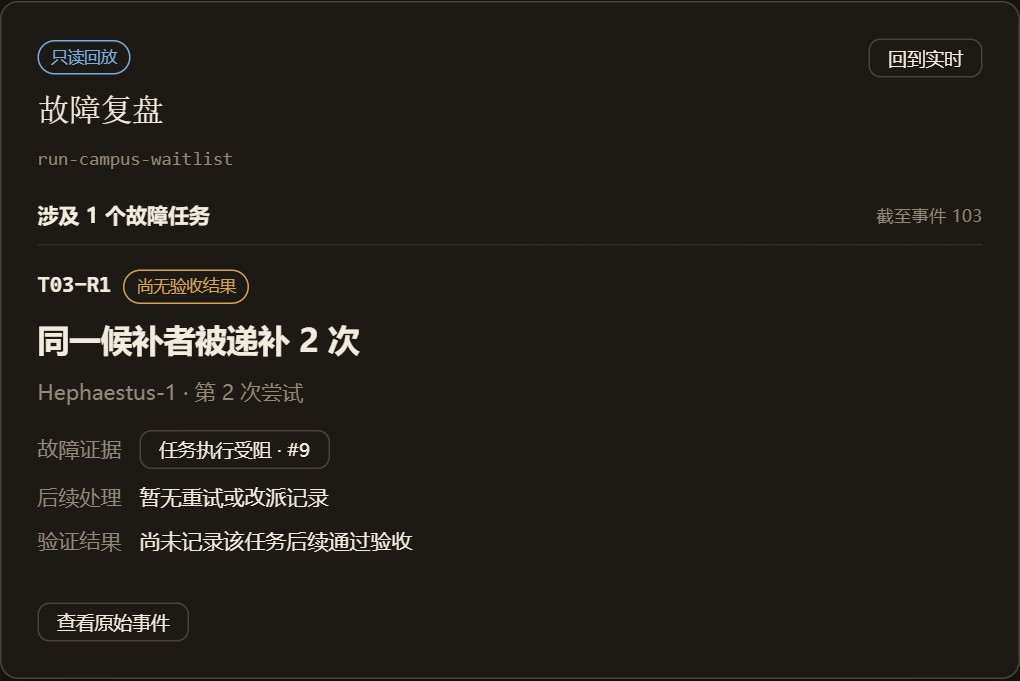 只读回放
回到实时
故障复盘
run-campus-waitlist
涉及 1 个故障任务
截至事件 103
T03-R1 尚无验收结果
同一候补者被递补 2 次
Hephaestus-1 · 第 2 次尝试
故障证据 任务执行受阻 · #9
后续处理 暂无重试或改派记录
验证结果 尚未记录该任务后续通过验收
查看原始事件